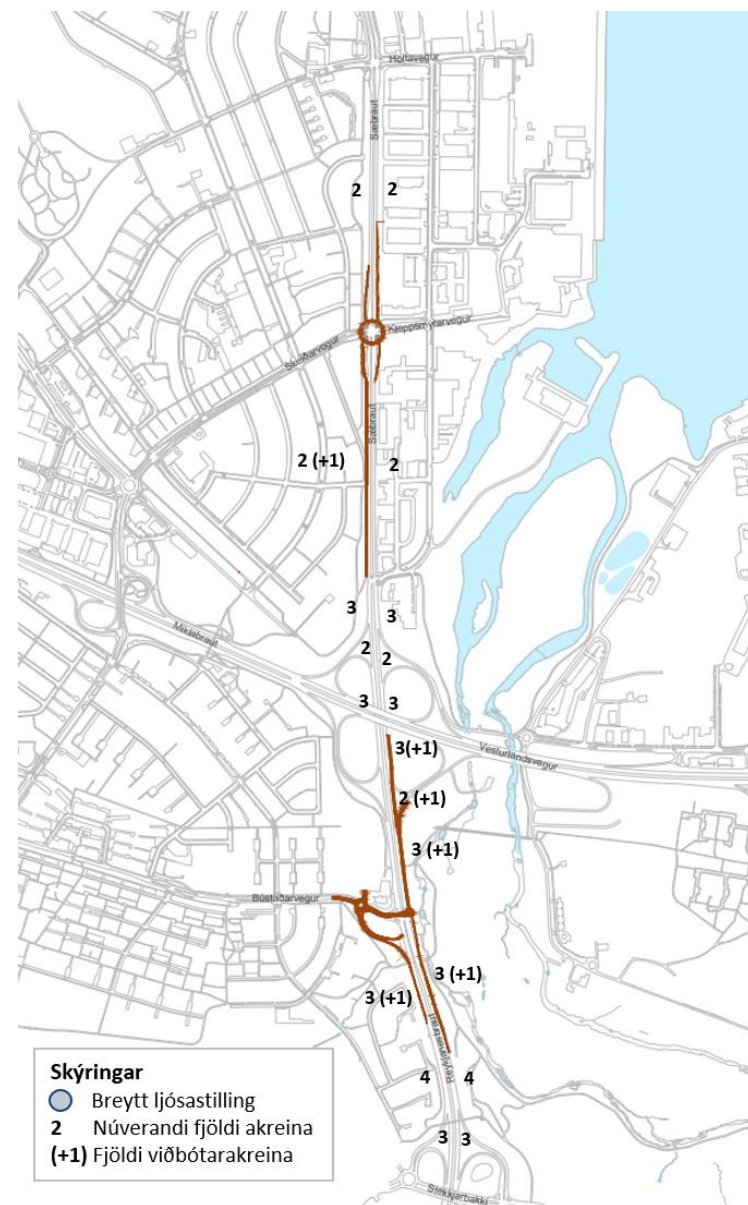 Holtavegur
Sæbraut
2
2
Kleppsmýrarvegur
Skeiðarvogur
Sæbraut
2 (+1)
2
3
3
Miklabraut
2
2
3
3
3(+1)
Vesturlandsvegur
2 (+1)
3 (+1)
Bústaðarvegur
3 (+1)
3 (+1)
Reykjanesbraut
4
4
3
3
Stekkjarbakki
Skýringar
Breytt ljósastilling
2 Núverandi fjöldi akreina
(+1) Fjöldi viðbótarakreina